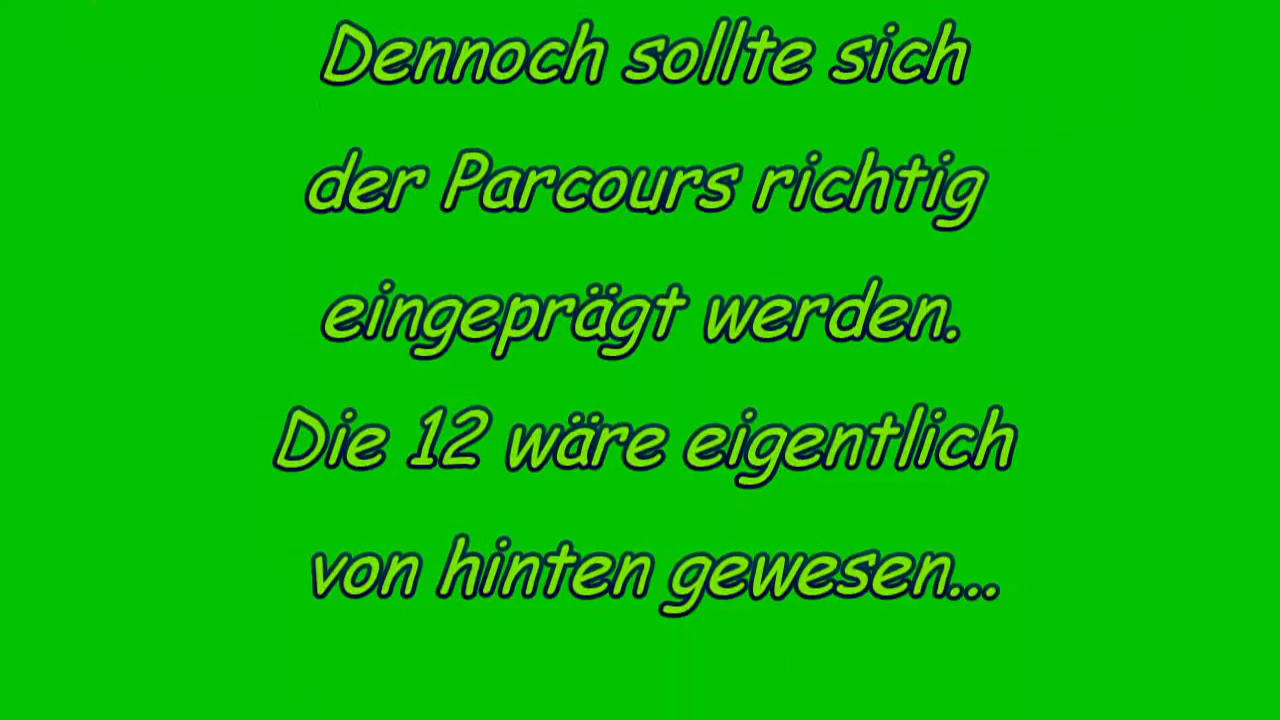 Dennoch sollte sich
der Parcours richtig
eingeprägt werden.
Die 12 wäre eigentlich
von hinten gewesen...